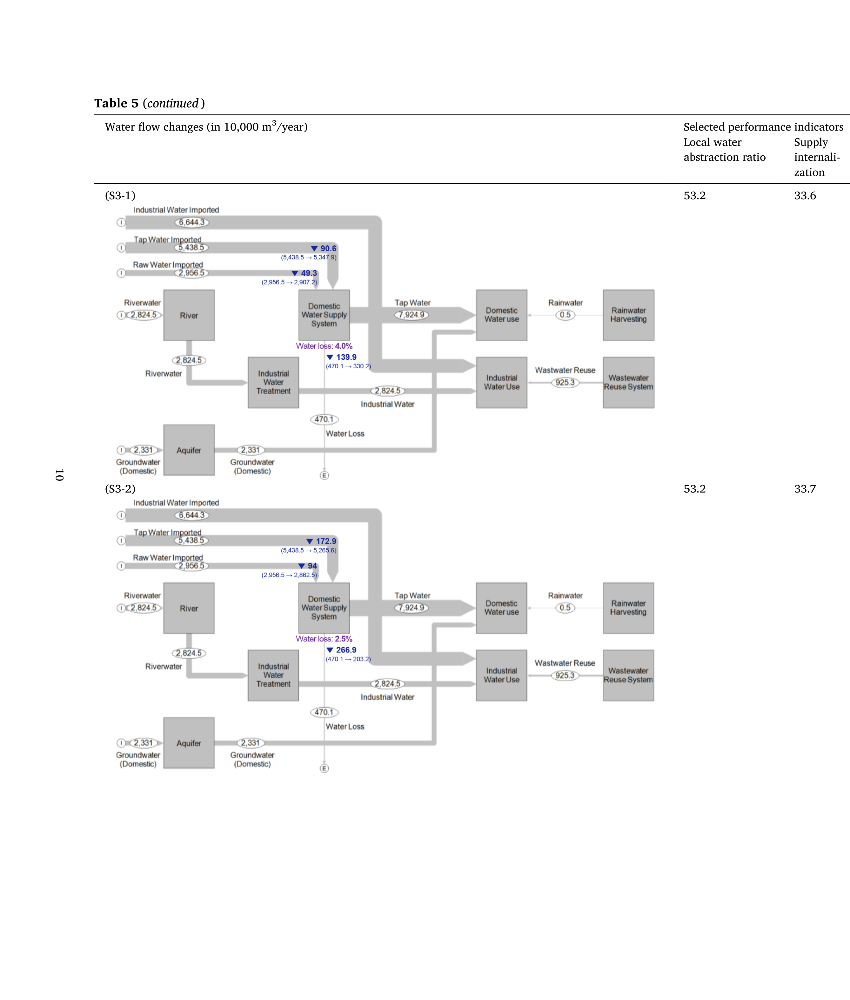 Table 5 (continued)
Water flow changes (in 10,000 m3/year)
Selected performance indicators
Local water
abstraction ratio
Supply
internali-
zation
(S3-1)
53.2
33.6
Industrial Water Imported
I
6,644.3
Tap Water Imported
I
5,438.5
▼ 90.6
(5,438.5 → 5,347.9)
Raw Water Imported
I
2,956.5
▼ 49.3
(2,956.5 → 2,907.2)
Riverwater
I
2,824.5
River
Domestic
Water Supply
System
Tap Water
7,924.9
Domestic
Water use
Rainwater
0.5
Rainwater
Harvesting
Water loss: 4.0%
▼ 139.9
(470.1 → 330.2)
2,824.5
Riverwater
Industrial
Water
Treatment
2,824.5
Industrial Water
Industrial
Water Use
Wastwater Reuse
925.3
Wastewater
Reuse System
470.1
Water Loss
I
2,331
Groundwater
(Domestic)
Aquifer
2,331
Groundwater
(Domestic)
E
10
(S3-2)
53.2
33.7
Industrial Water Imported
I
6,644.3
Tap Water Imported
I
5,438.5
▼ 172.9
(5,438.5 → 5,265.6)
Raw Water Imported
I
2,956.5
▼ 94
(2,956.5 → 2,862.5)
Riverwater
I
2,824.5
River
Domestic
Water Supply
System
Tap Water
7,924.9
Domestic
Water use
Rainwater
0.5
Rainwater
Harvesting
Water loss: 2.5%
▼ 266.9
(470.1 → 203.2)
2,824.5
Riverwater
Industrial
Water
Treatment
2,824.5
Industrial Water
Industrial
Water Use
Wastwater Reuse
925.3
Wastewater
Reuse System
470.1
Water Loss
I
2,331
Groundwater
(Domestic)
Aquifer
2,331
Groundwater
(Domestic)
E